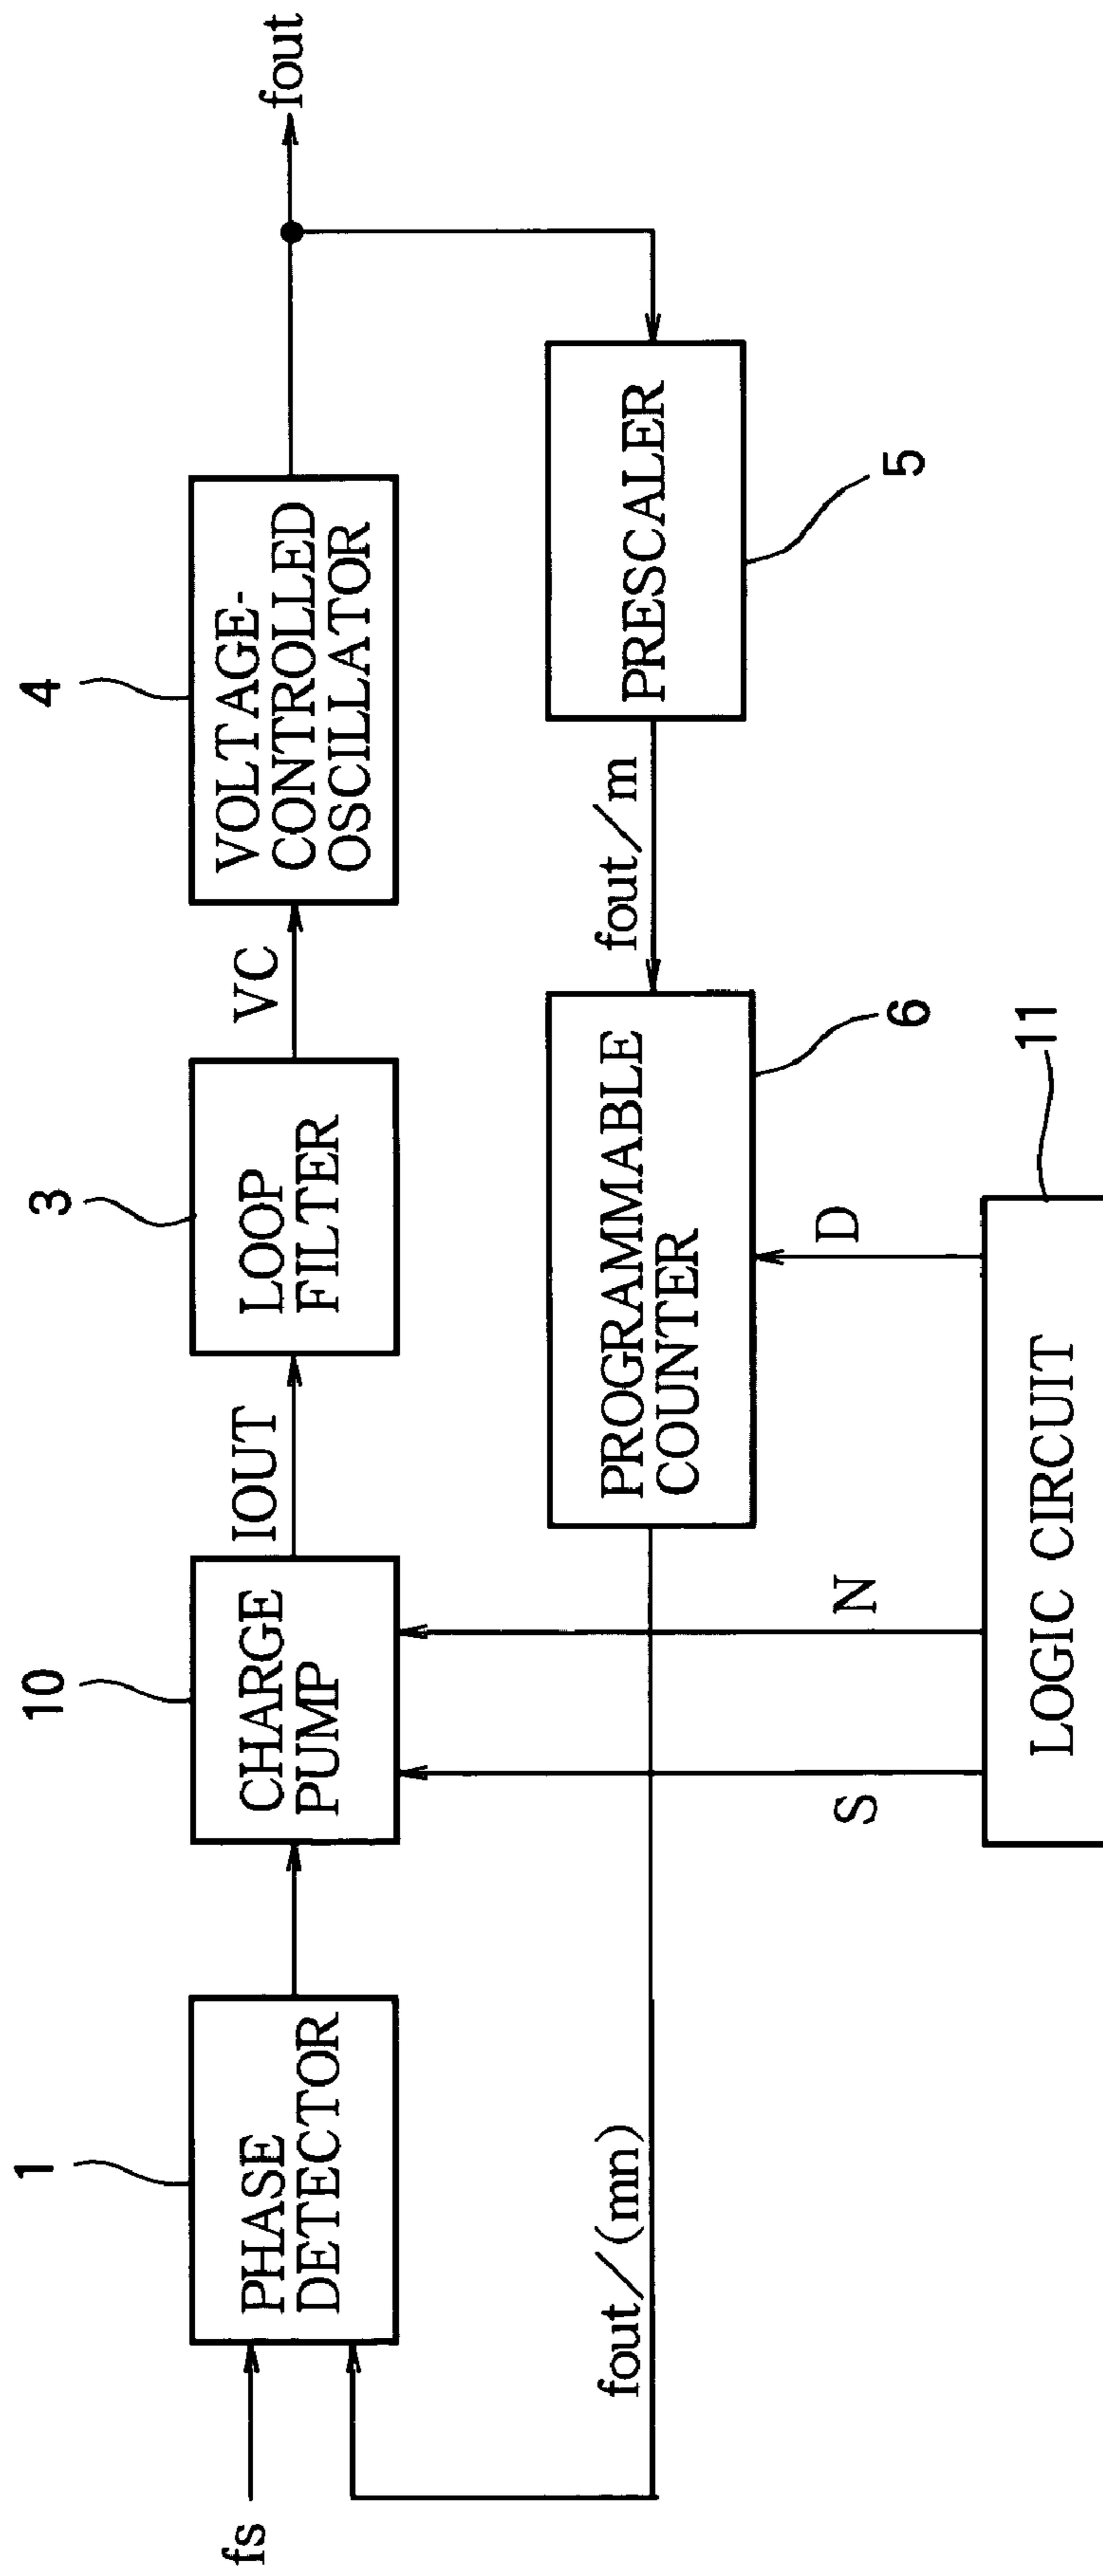 1
10
3
4
fs
PHASE
DETECTOR
CHARGE
PUMP
IOUT
LOOP
FILTER
VC
VOLTAGE-
CONTROLLED
OSCILLATOR
fout
fout/(mn)
PROGRAMMABLE
COUNTER
6
fout/m
PRESCALER
5
S
N
D
LOGIC CIRCUIT
11